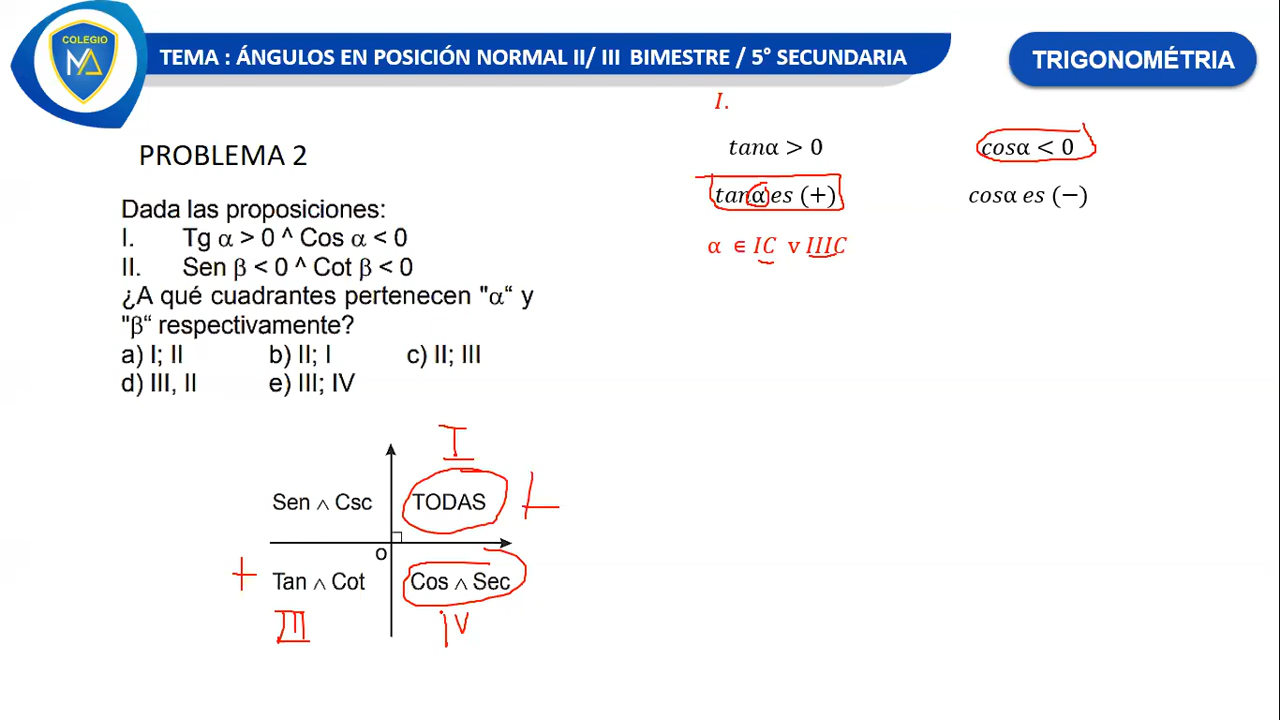 COLEGIO
MA
TEMA : ÁNGULOS EN POSICIÓN NORMAL II/ III BIMESTRE / 5° SECUNDARIA
TRIGONOMÉTRIA
PROBLEMA 2
Dada las proposiciones:
I. Tg α > 0 ^ Cos α < 0
II. Sen β < 0 ^ Cot β < 0
¿A qué cuadrantes pertenecen "α“ y
"β“ respectivamente?
a) I; II b) II; I c) II; III
d) III, II e) III; IV
I.
tanα > 0 cosα < 0
tanα es (+) cosα es (−)
α ∈ IC v IIIC
I
Sen ∧ Csc TODAS +
O
+ Tan ∧ Cot Cos ∧ Sec
III IV